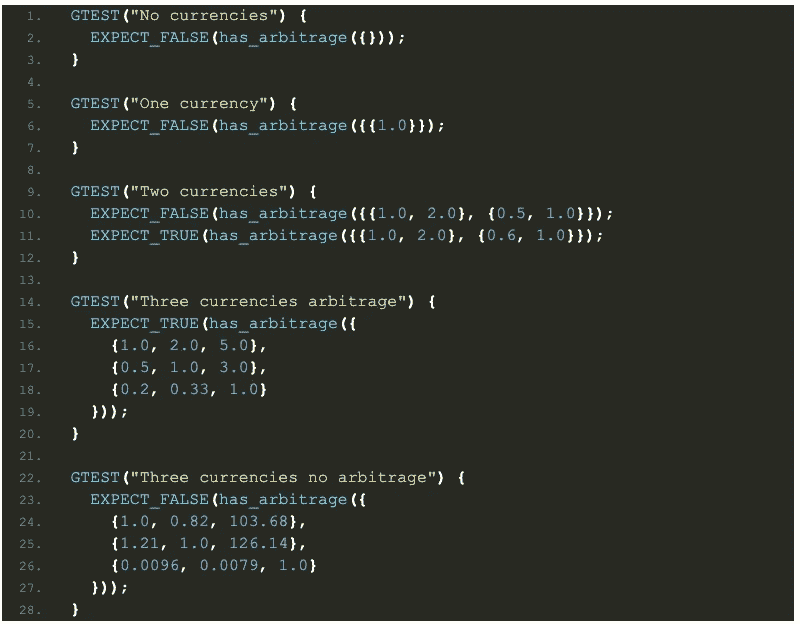 1. GTEST("No currencies") {
2. EXPECT_FALSE(has_arbitrage({}));
3. }
4.
5. GTEST("One currency") {
6. EXPECT_FALSE(has_arbitrage({{1.0}});
7. }
8.
9. GTEST("Two currencies") {
10. EXPECT_FALSE(has_arbitrage({{1.0, 2.0}, {0.5, 1.0}});
11. EXPECT_TRUE(has_arbitrage({{1.0, 2.0}, {0.6, 1.0}});
12. }
13.
14. GTEST("Three currencies arbitrage") {
15. EXPECT_TRUE(has_arbitrage({
16. {1.0, 2.0, 5.0},
17. {0.5, 1.0, 3.0},
18. {0.2, 0.33, 1.0}
19. }));
20. }
21.
22. GTEST("Three currencies no arbitrage") {
23. EXPECT_FALSE(has_arbitrage({
24. {1.0, 0.82, 103.68},
25. {1.21, 1.0, 126.14},
26. {0.0096, 0.0079, 1.0}
27. }));
28. }